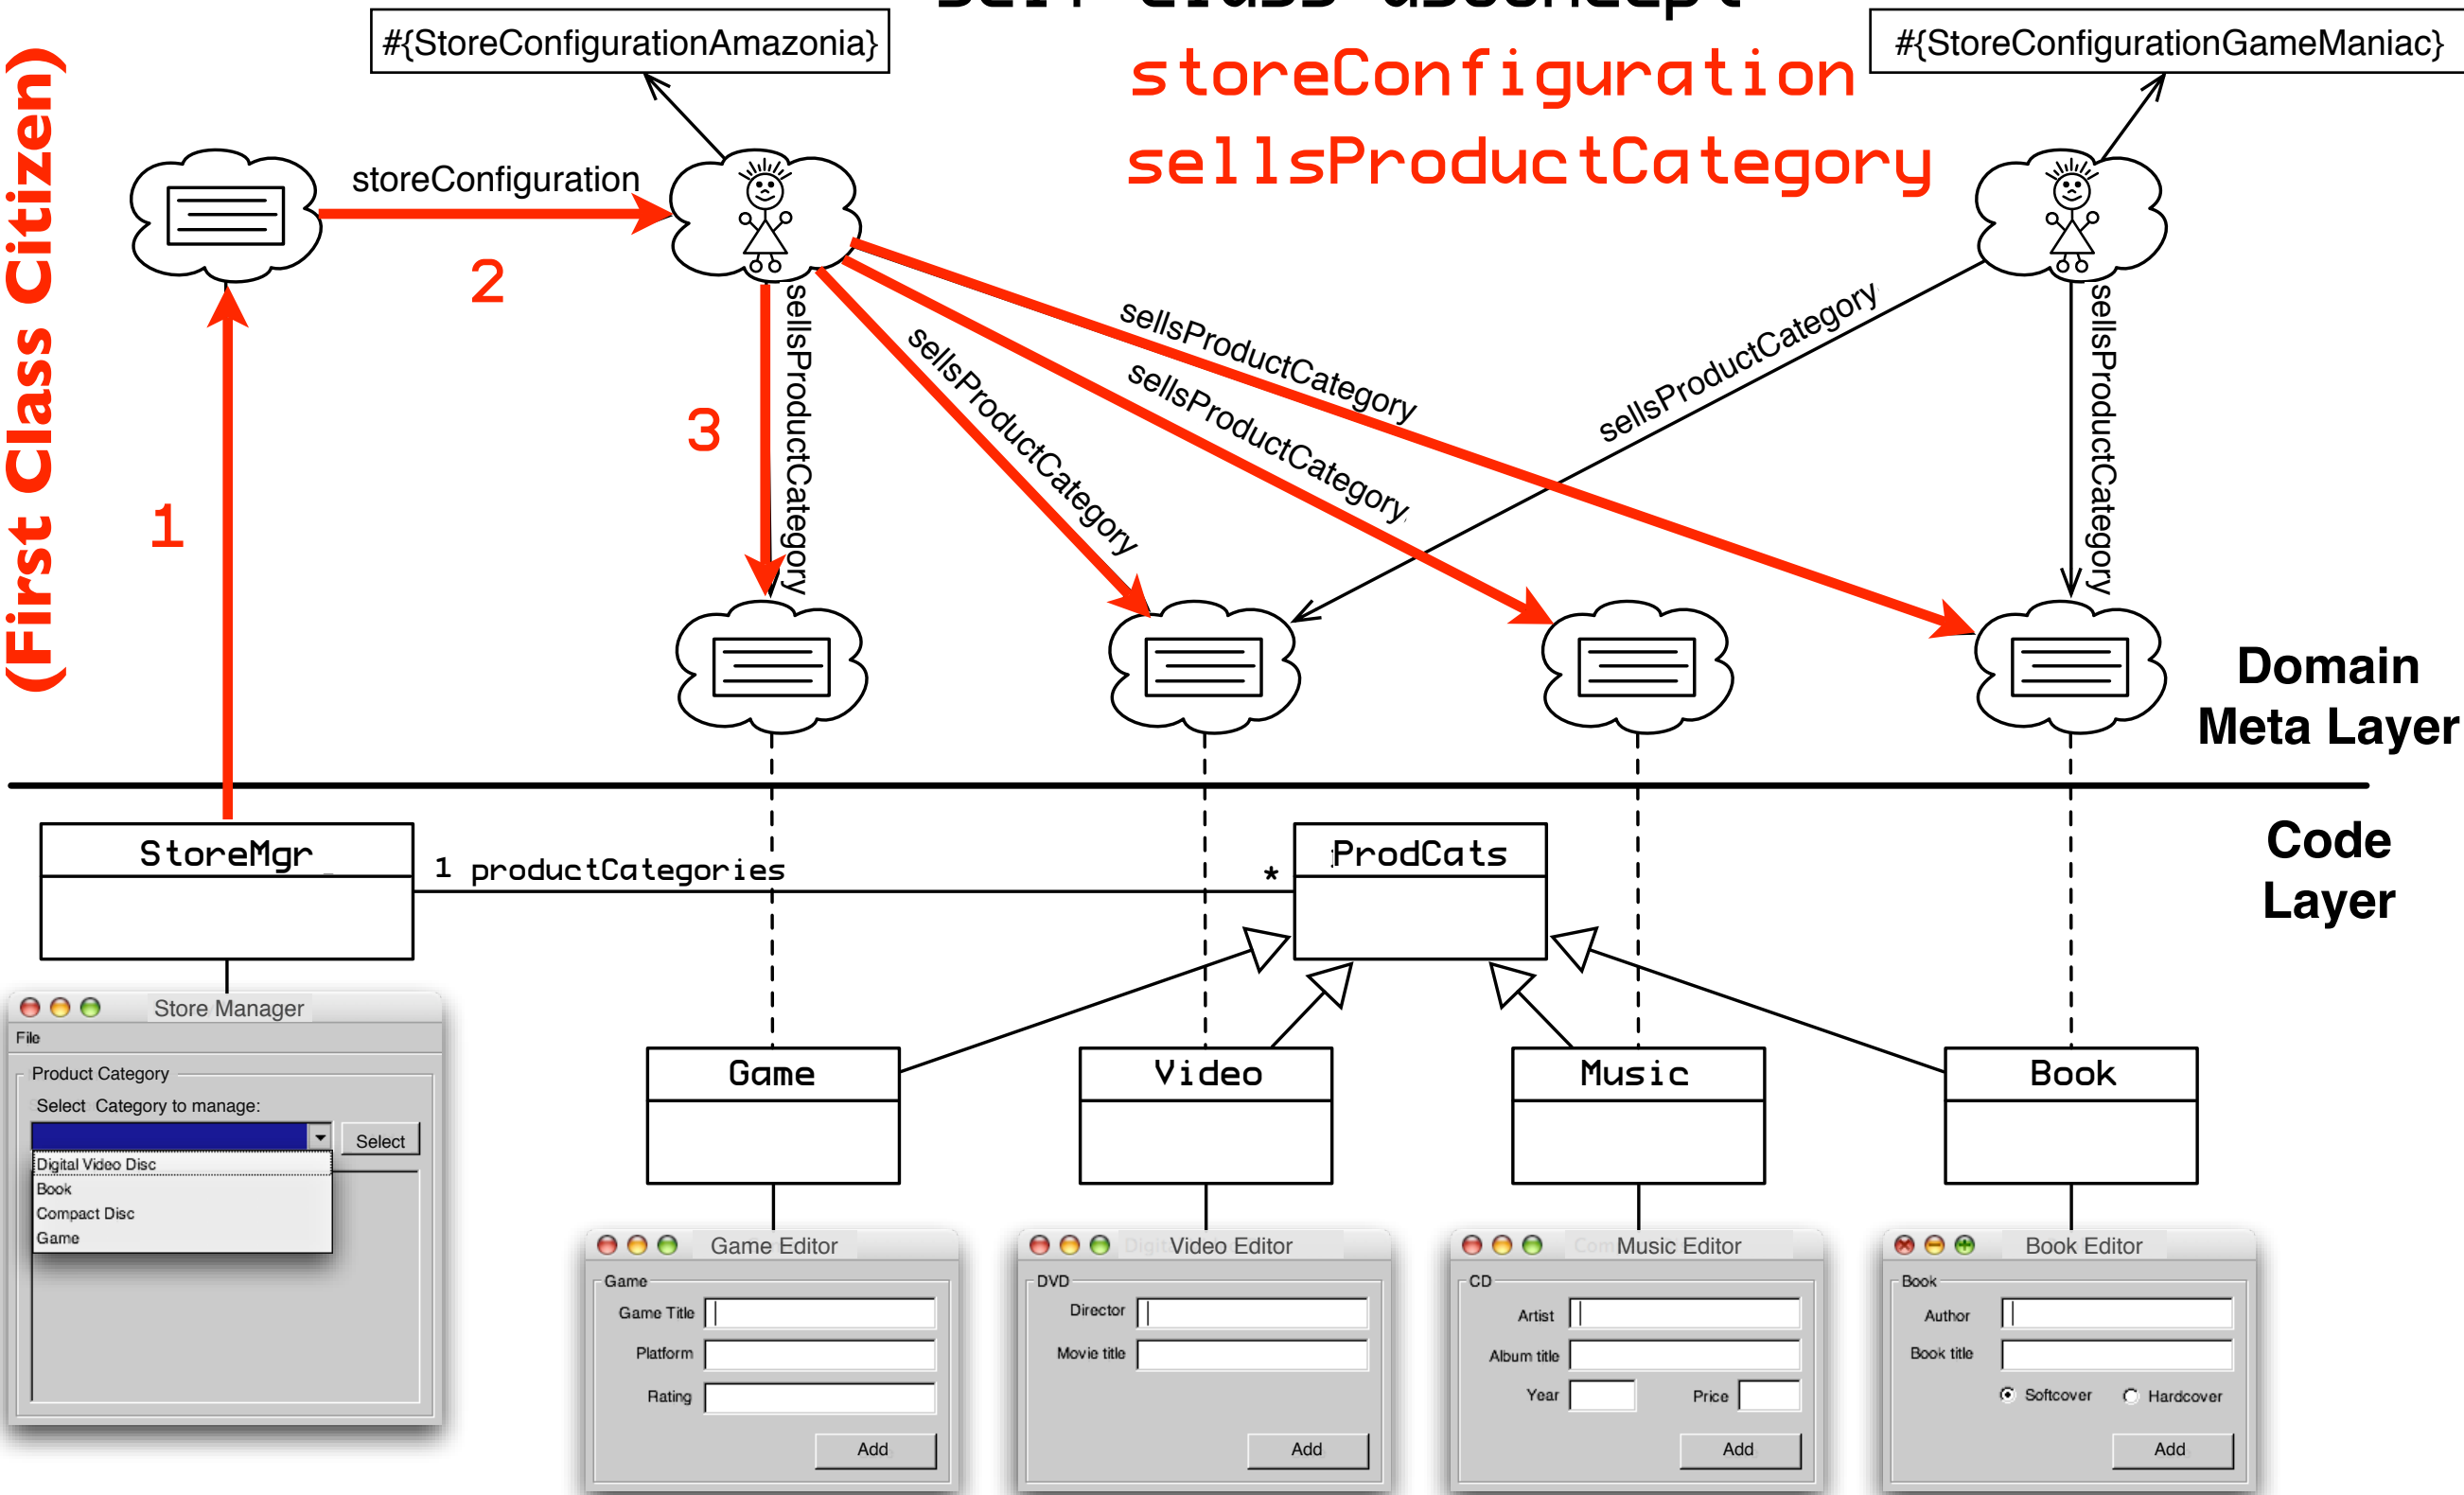 self class asConcept
#{StoreConfigurationAmazonia}
#{StoreConfigurationGameManiac}
storeConfiguration
sellsProductCategory
(First Class Citizen)
storeConfiguration
2
1
3
sellsProductCategory
sellsProductCategory
sellsProductCategory
sellsProductCategory
sellsProductCategory
sellsProductCategory
Domain
Meta Layer
Code
Layer
StoreMgr
1 productCategories
*
ProdCats
Game
Video
Music
Book
Store Manager
File
Product Category
Select Category to manage:
Select
Digital Video Disc
Book
Compact Disc
Game
Game Editor
Game
Game Title
Platform
Rating
Add
Video Editor
DVD
Director
Movie title
Add
Music Editor
CD
Artist
Album title
Year
Price
Add
Book Editor
Book
Author
Book title
Softcover
Hardcover
Add